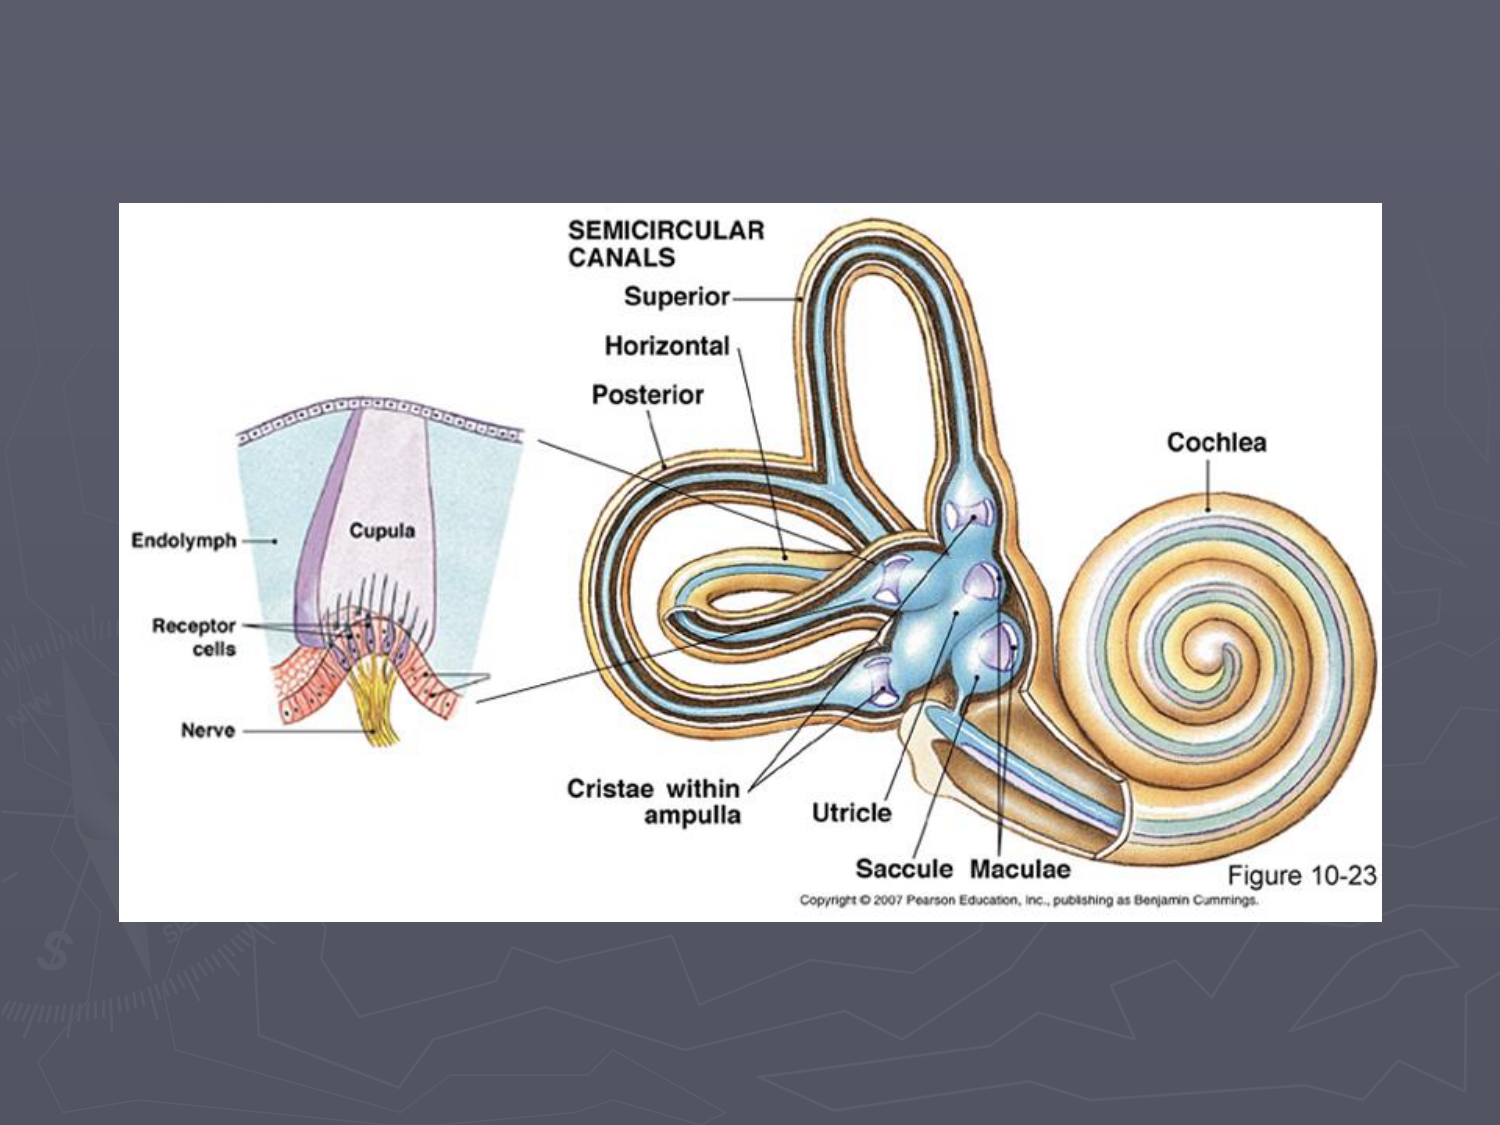 SEMICIRCULAR
CANALS
Superior
Horizontal
Posterior
Cochlea
Endolymph
Cupula
Receptor
cells
Nerve
Cristae within
ampulla
Utricle
Saccule
Maculae
Figure 10-23
Copyright © 2007 Pearson Education, Inc., publishing as Benjamin Cummings.
NW
S